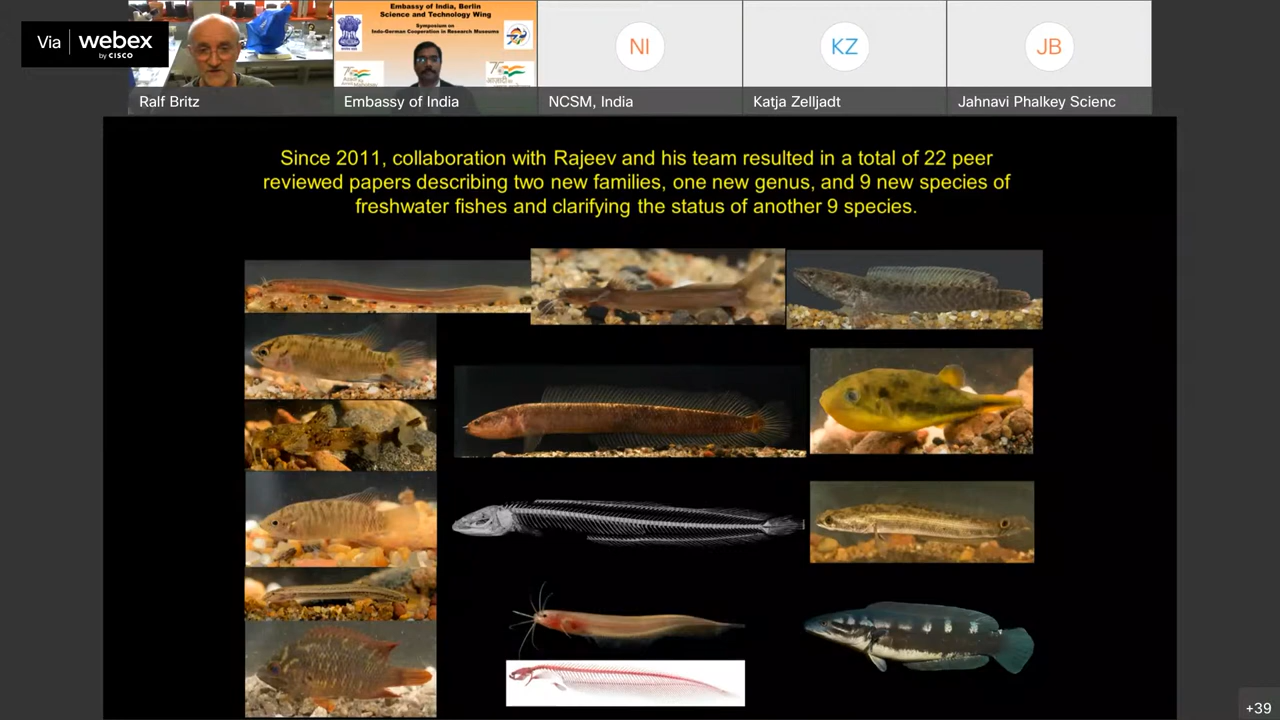 Via webex
by CISCO
Embassy of India, Berlin
Science and Technology Wing
Symposium on
Indo-German Cooperation in Research Museums
Ralf Britz
Embassy of India
NI
NCSM, India
KZ
Katja Zelljadt
JB
Jahnavi Phalkey Scienc
Since 2011, collaboration with Rajeev and his team resulted in a total of 22 peer
reviewed papers describing two new families, one new genus, and 9 new species of
freshwater fishes and clarifying the status of another 9 species.
+39